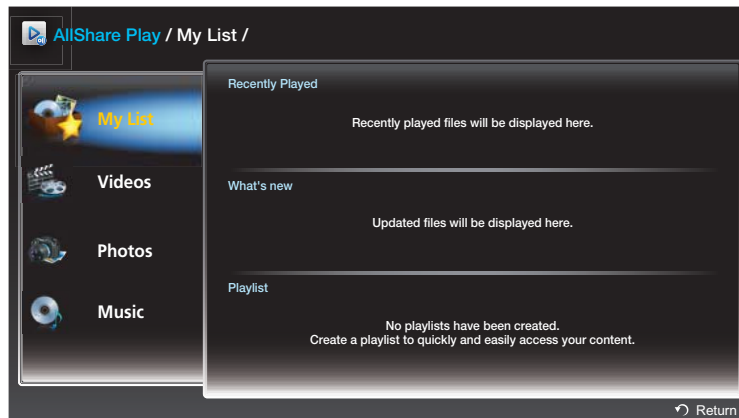 AllShare Play / My List /
My List
Videos
Photos
Music
Recently Played
Recently played files will be displayed here.
What's new
Updated files will be displayed here.
Playlist
No playlists have been created.
Create a playlist to quickly and easily access your content.
Return